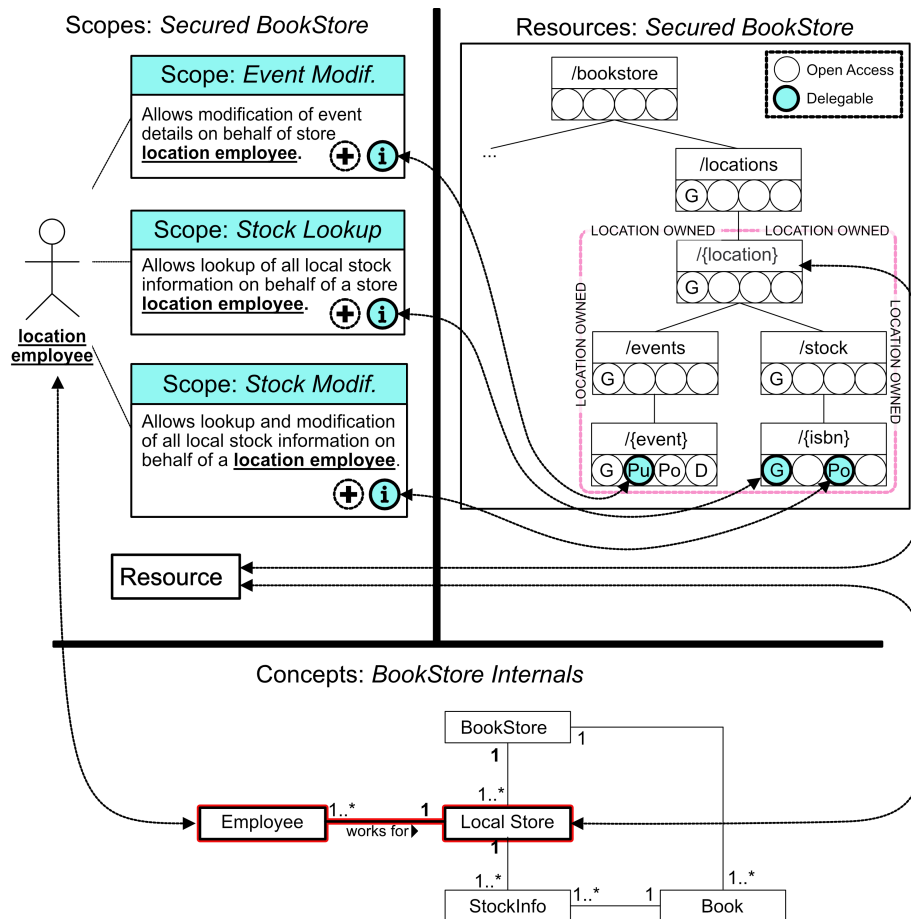 Scopes: Secured BookStore
Scope: Event Modif.
Allows modification of event
details on behalf of store
location employee.
Scope: Stock Lookup
Allows lookup of all local stock
information on behalf of a store
location employee.
location
employee
Scope: Stock Modif.
Allows lookup and modification
of all local stock information on
behalf of a location employee.
Resource
Resources: Secured BookStore
Open Access
Delegable
/bookstore
...
/locations
G
LOCATION OWNED
LOCATION OWNED
/{location}
G
LOCATION OWNED
LOCATION OWNED
/events
G
/stock
G
/{event}
G Pu Po D
/{isbn}
G Po
Concepts: BookStore Internals
BookStore
1
1
1..*
Employee
1..*
works for
1
Local Store
1
1..*
StockInfo
1..*
1
1..*
Book